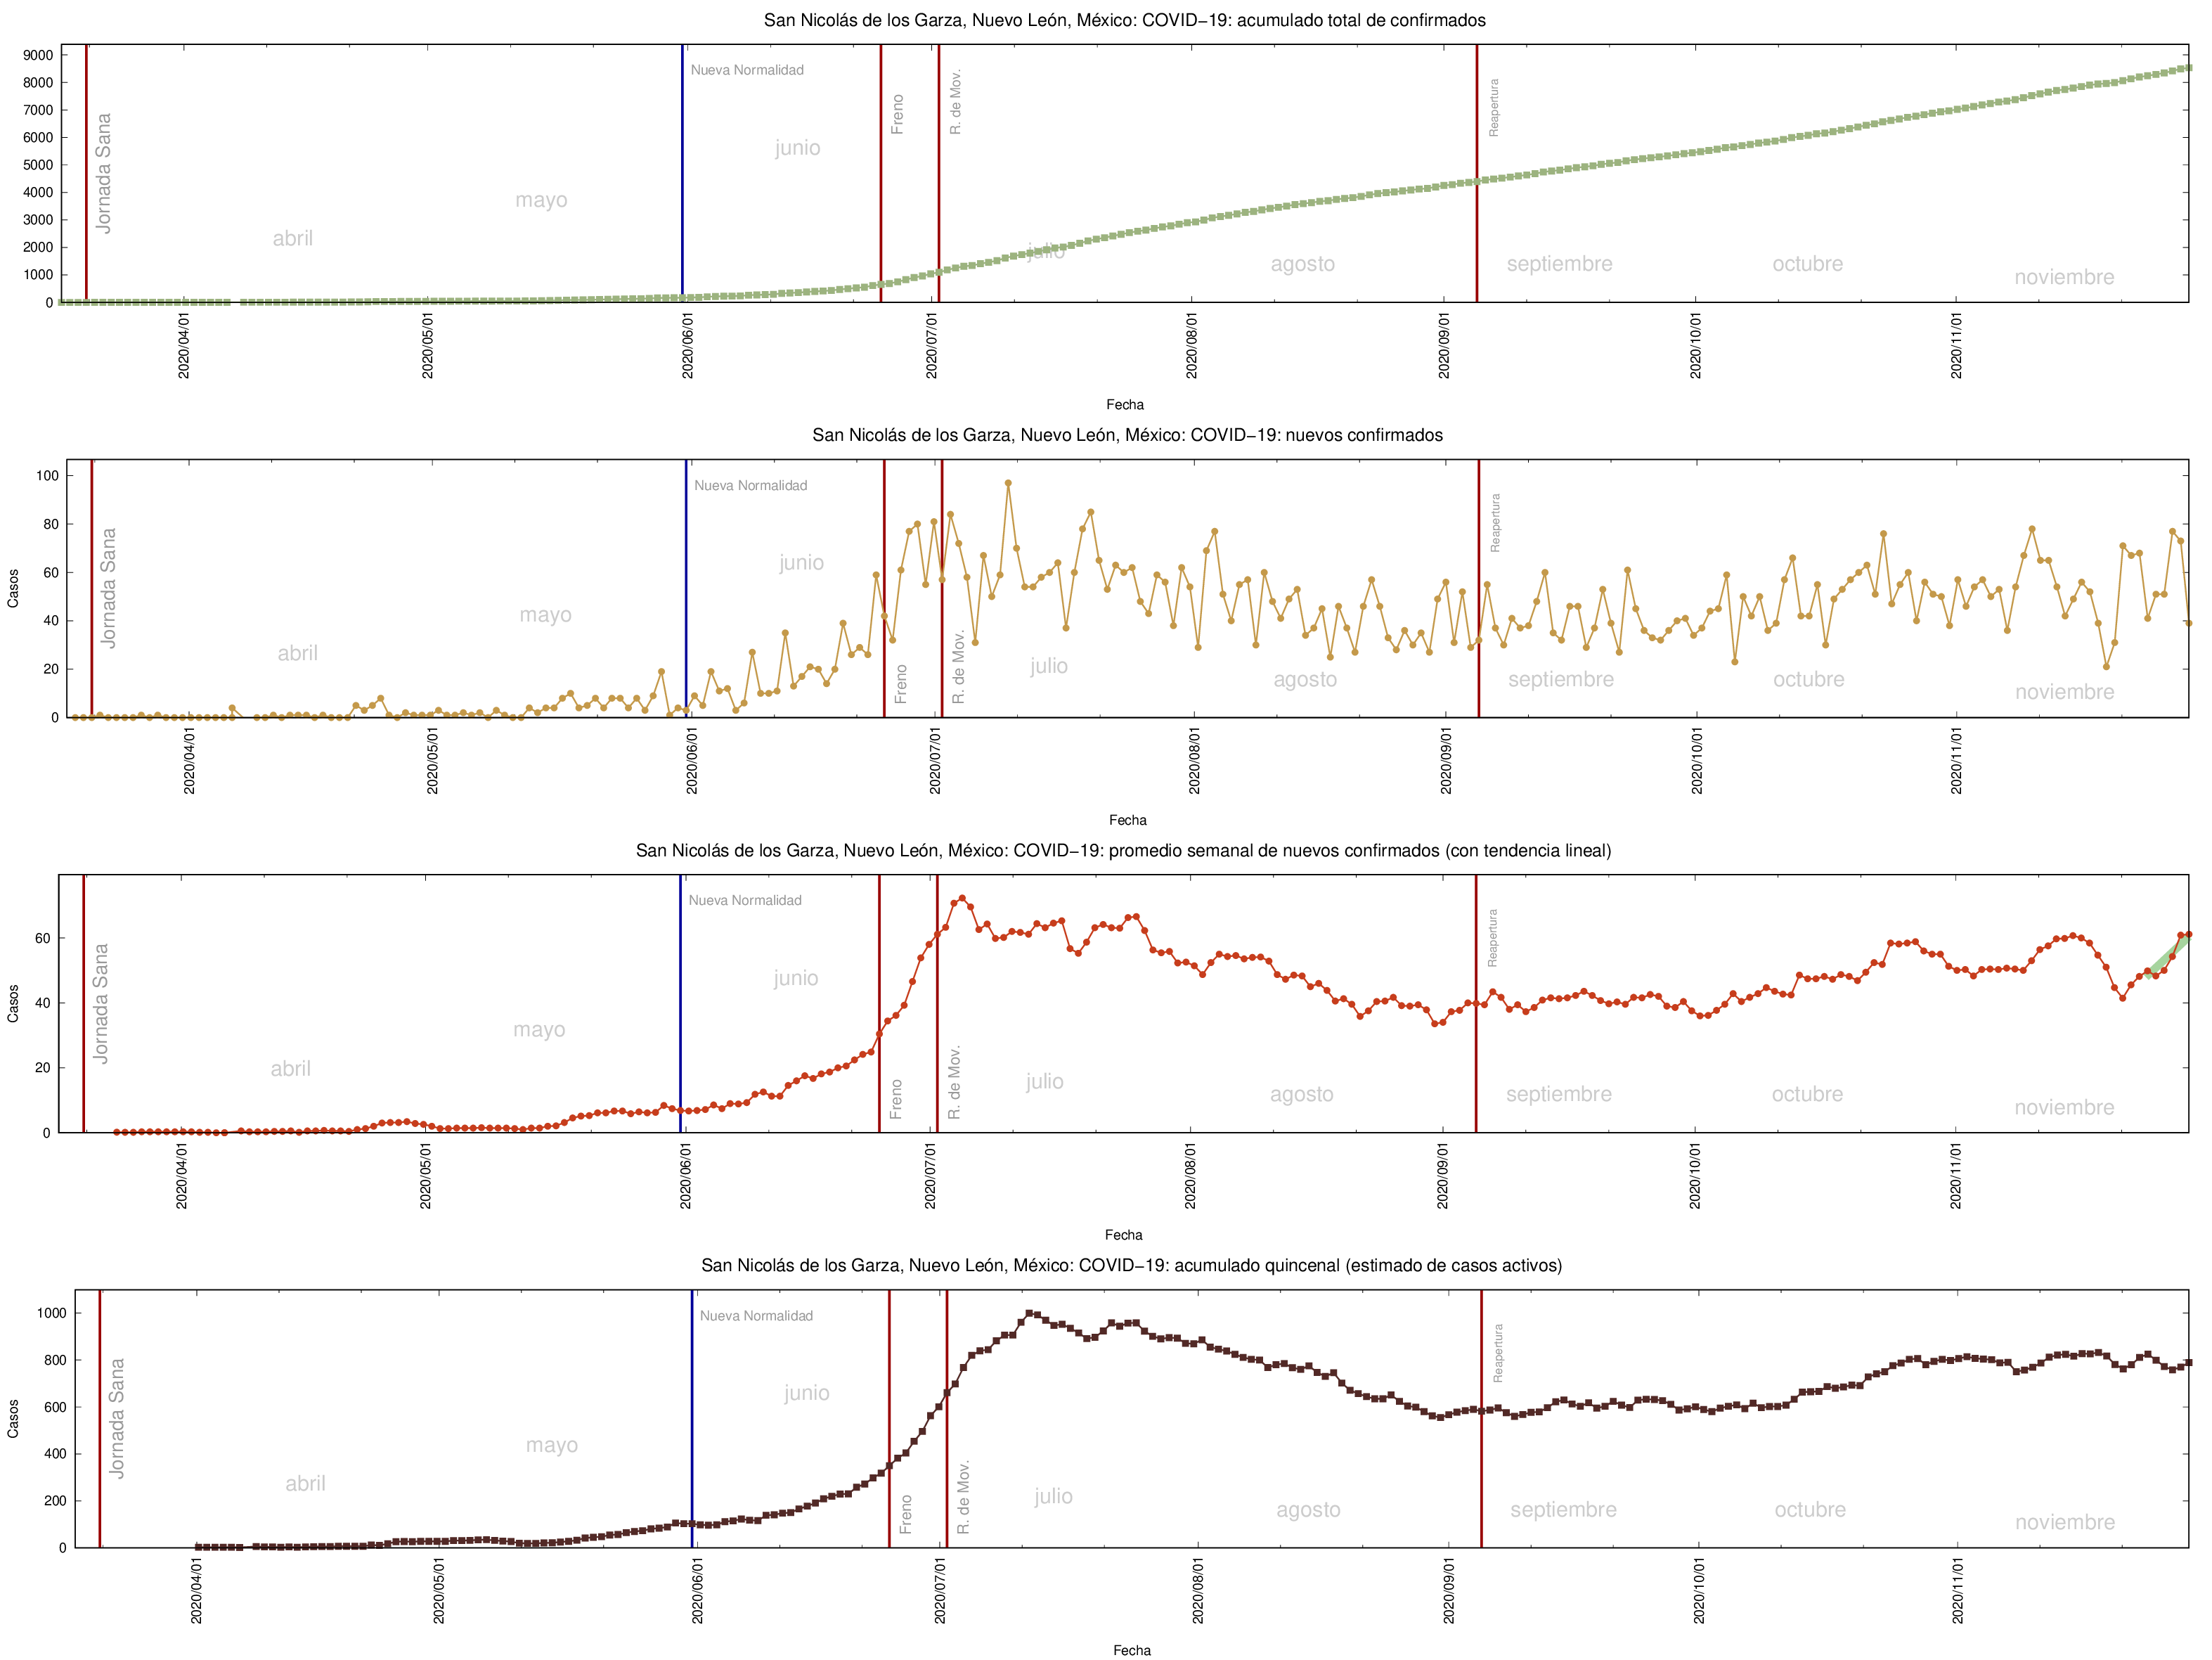 San Nicolás de los Garza, Nuevo León, México: COVID−19: acumulado total de confirmados
9000
8000
7000
6000
5000
4000
3000
2000
1000
0
Jornada Sana
abril
mayo
Nueva Normalidad
junio
Freno
R. de Mov.
julio
agosto
Reapertura
septiembre
octubre
noviembre
2020/04/01
2020/05/01
2020/06/01
2020/07/01
2020/08/01
2020/09/01
2020/10/01
2020/11/01
Fecha
San Nicolás de los Garza, Nuevo León, México: COVID−19: nuevos confirmados
Casos
100
80
60
40
20
0
Jornada Sana
abril
mayo
Nueva Normalidad
junio
Freno
R. de Mov.
julio
agosto
Reapertura
septiembre
octubre
noviembre
2020/04/01
2020/05/01
2020/06/01
2020/07/01
2020/08/01
2020/09/01
2020/10/01
2020/11/01
Fecha
San Nicolás de los Garza, Nuevo León, México: COVID−19: promedio semanal de nuevos confirmados (con tendencia lineal)
Casos
60
40
20
0
Jornada Sana
abril
mayo
Nueva Normalidad
junio
Freno
R. de Mov.
julio
agosto
Reapertura
septiembre
octubre
noviembre
2020/04/01
2020/05/01
2020/06/01
2020/07/01
2020/08/01
2020/09/01
2020/10/01
2020/11/01
Fecha
San Nicolás de los Garza, Nuevo León, México: COVID−19: acumulado quincenal (estimado de casos activos)
Casos
1000
800
600
400
200
0
Jornada Sana
abril
mayo
Nueva Normalidad
junio
Freno
R. de Mov.
julio
agosto
Reapertura
septiembre
octubre
noviembre
2020/04/01
2020/05/01
2020/06/01
2020/07/01
2020/08/01
2020/09/01
2020/10/01
2020/11/01
Fecha